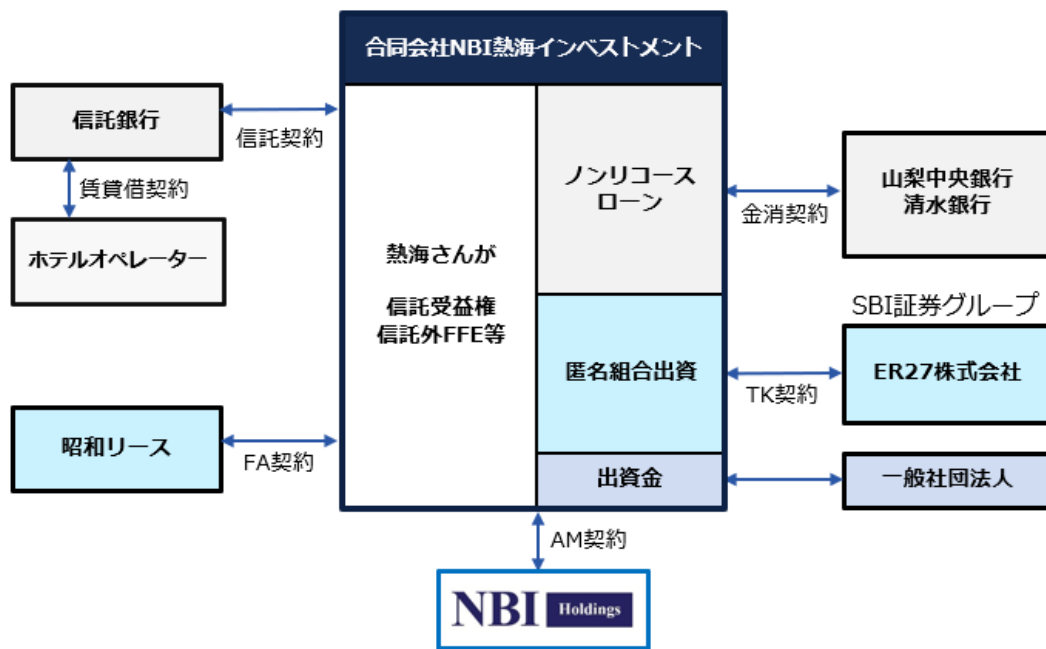 合同会社NBI熱海インベストメント
信託銀行
信託契約
賃貸借契約
ホテルオペレーター
昭和リース
FA契約
熱海さんが
信託受益権
信託外FFE等
ノンリコース
ローン
匿名組合出資
出資金
金消契約
山梨中央銀行
清水銀行
SBI証券グループ
TK契約
ER27株式会社
一般社団法人
AM契約
NBI Holdings